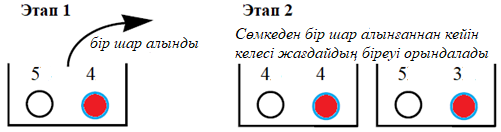 Этап 1
бір шар алынды
5 4
Этап 2
Сөмкеден бір шар алынғаннан кейін
келесі жағдайдың біреуі орындалады
4 4 5 3